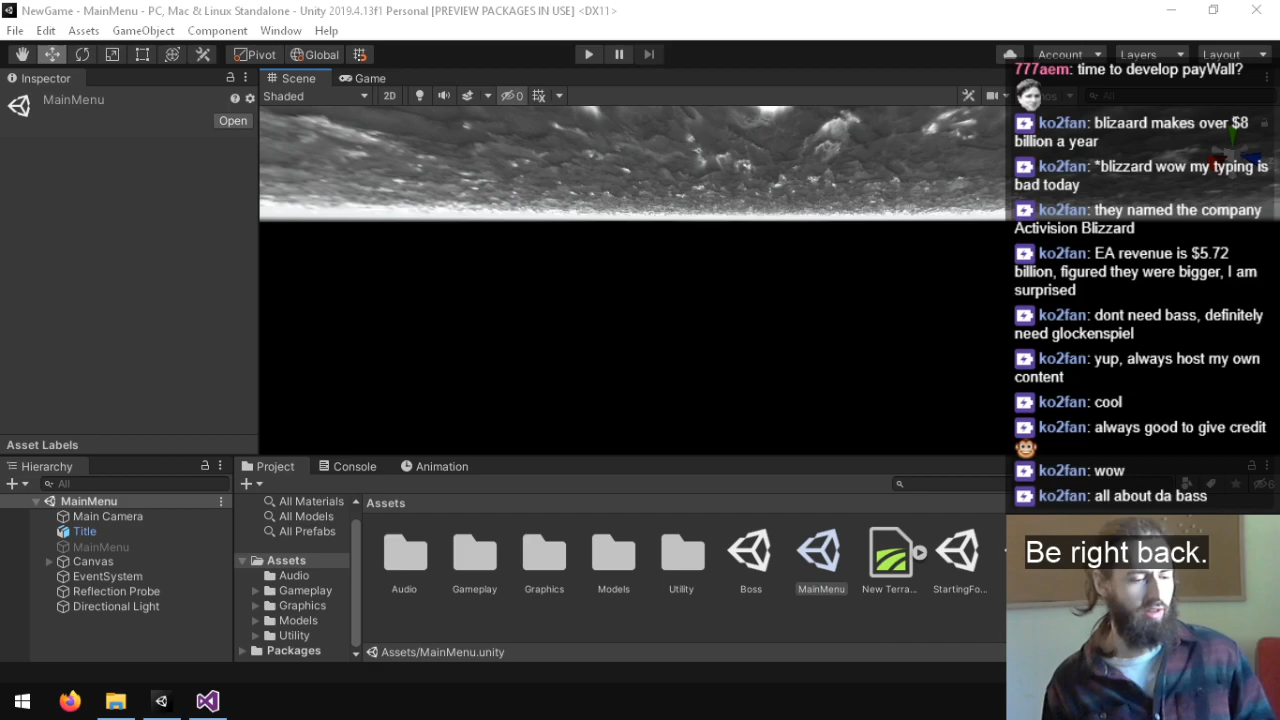 NewGame - MainMenu - PC, Mac & Linux Standalone - Unity 2019.4.13f1 Personal [PREVIEW PACKAGES IN USE] <DX11>
File Edit Assets GameObject Component Window Help
Pivot Global Account Layers Layout
Inspector
MainMenu
Open
Asset Labels
Scene Game
Shaded 2D 0
All
777aem: time to develop payWall?
ko2fan: blizaard makes over $8
billion a year
ko2fan: *blizzard wow my typing is
bad today
ko2fan: they named the company
Activision Blizzard
ko2fan: EA revenue is $5.72
billion, figured they were bigger, I am
surprised
ko2fan: dont need bass, definitely
need glockenspiel
ko2fan: yup, always host my own
content
ko2fan: cool
ko2fan: always good to give credit
ko2fan: wow
ko2fan: all about da bass
Hierarchy
All
MainMenu
Main Camera
Title
MainMenu
Canvas
EventSystem
Reflection Probe
Directional Light
Project Console Animation
All Materials
All Models
All Prefabs
Assets
Audio
Gameplay
Graphics
Models
Utility
Packages
Assets
Audio Gameplay Graphics Models Utility Boss MainMenu New Terra... StartingFo...
Assets/MainMenu.unity
Be right back.